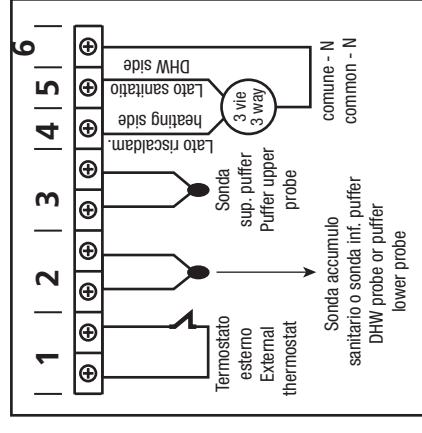 1
2
3
4
5
6
Termostato
esterno
External
thermostat
Sonda accumulo
sanitario o sonda inf. puffer
DHW probe or puffer
lower probe
Sonda
sup. puffer
Puffer upper
probe
Lato riscaldam.
heating side
Lato sanitatio
DHW side
3 vie
3 way
comune - N
common - N